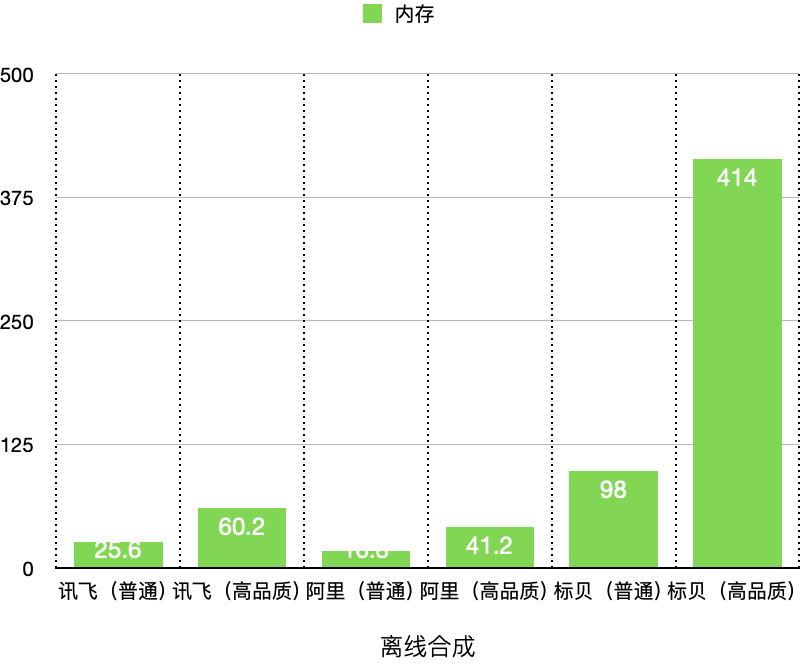 内存
500
375
250
125
0
25.6
60.2
41.2
98
414
讯飞（普通）
讯飞（高品质）
阿里（普通）
阿里（高品质）
标贝（普通）
标贝（高品质）
离线合成